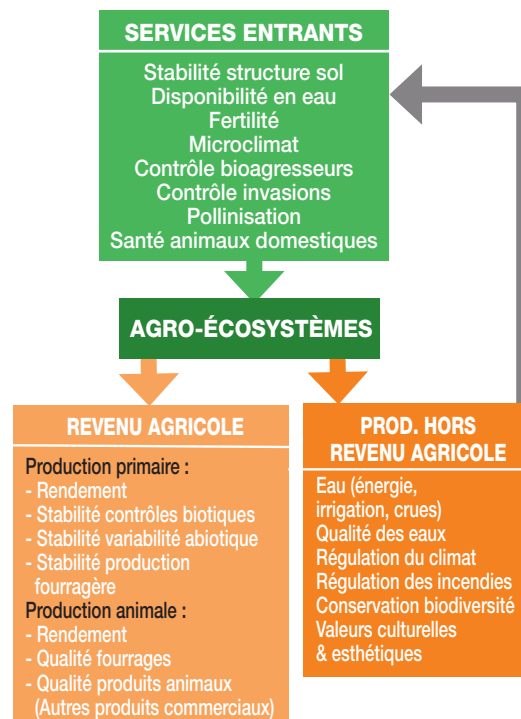 SERVICES ENTRANTS
Stabilité structure sol
Disponibilité en eau
Fertilité
Microclimat
Contrôle bioagresseurs
Contrôle invasions
Pollinisation
Santé animaux domestiques
AGRO-ÉCOSYSTÈMES
REVENU AGRICOLE
Production primaire :
- Rendement
- Stabilité contrôles biotiques
- Stabilité variabilité abiotique
- Stabilité production
fourragère
Production animale :
- Rendement
- Qualité fourrages
- Qualité produits animaux
(Autres produits commerciaux)
PROD. HORS
REVENU AGRICOLE
Eau (énergie,
irrigation, crues)
Qualité des eaux
Régulation du climat
Régulation des incendies
Conservation biodiversité
Valeurs culturelles
& esthétiques